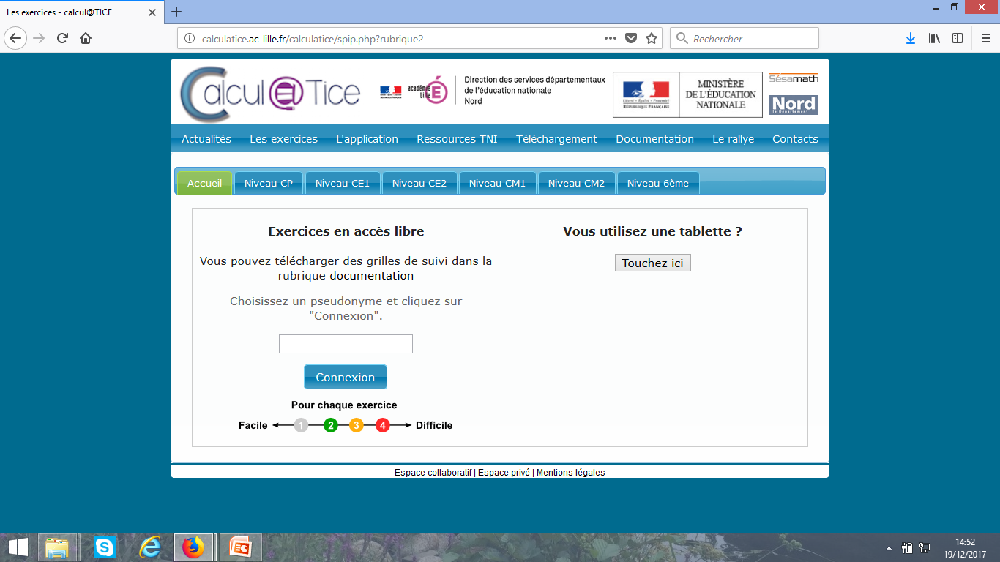 Les exercices - calcul@TICE
calculatice.ac-lille.fr/calculatice/spip.php?rubrique2
Rechercher
Calcul@Tice
académie Lille
Direction des services départementaux
de l'éducation nationale
Nord
Liberté • Égalité • Fraternité
RÉPUBLIQUE FRANÇAISE
MINISTÈRE
DE L'ÉDUCATION
NATIONALE
Sésamath
Nord
le Département
Actualités Les exercices L'application Ressources TNI Téléchargement Documentation Le rallye Contacts
Accueil Niveau CP Niveau CE1 Niveau CE2 Niveau CM1 Niveau CM2 Niveau 6ème
Exercices en accès libre
Vous pouvez télécharger des grilles de suivi dans la
rubrique documentation
Choisissez un pseudonyme et cliquez sur
"Connexion".
Connexion
Pour chaque exercice
Facile 1 2 3 4 Difficile
Vous utilisez une tablette ?
Touchez ici
Espace collaboratif | Espace privé | Mentions légales
14:52
19/12/2017